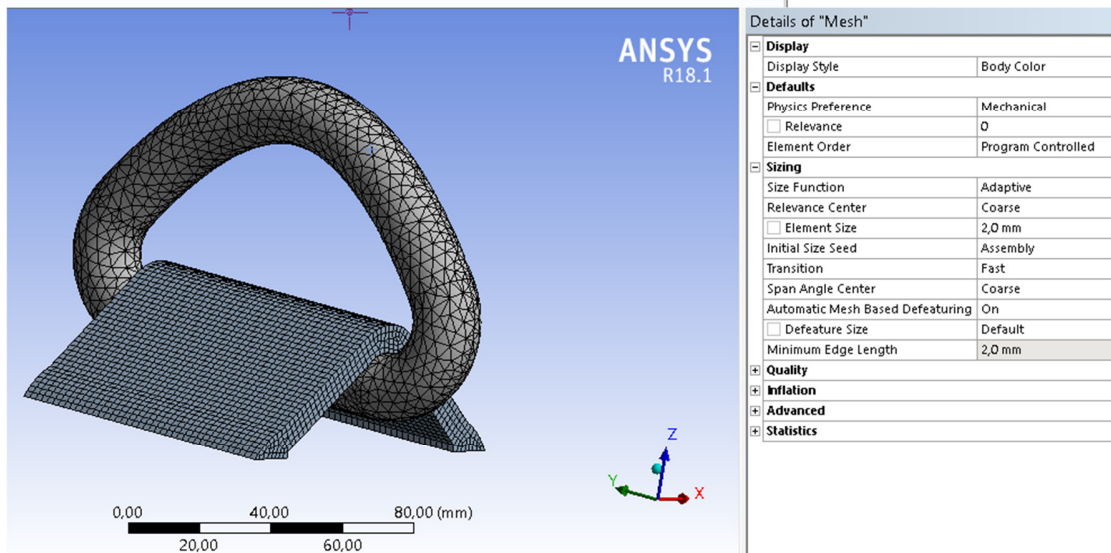 ANSYS
R18.1
Z
Y
X
0,00
40,00
80,00 (mm)
20,00
60,00
Details of "Mesh"
Display
Display Style Body Color
Defaults
Physics Preference Mechanical
Relevance 0
Element Order Program Controlled
Sizing
Size Function Adaptive
Relevance Center Coarse
Element Size 2,0 mm
Initial Size Seed Assembly
Transition Fast
Span Angle Center Coarse
Automatic Mesh Based Defeaturing On
Defeature Size Default
Minimum Edge Length 2,0 mm
Quality
Inflation
Advanced
Statistics